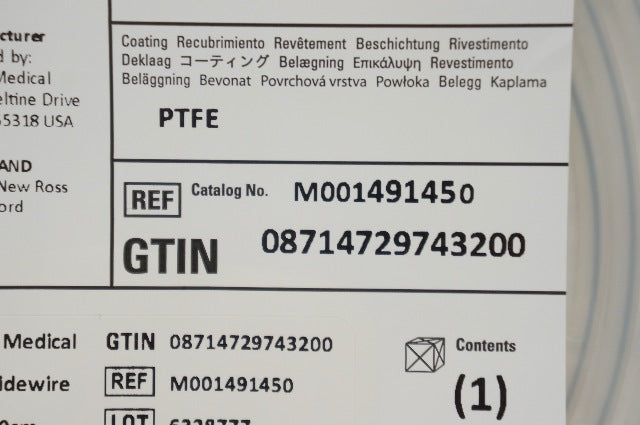 cturer
d by:
Medical
eltine Drive
55318 USA
AND
New Ross
ord
Coating Recubrimiento Revêtement Beschichtung Rivestimento
Deklaag コーティング Belægning Επικάλυψη Revestimento
Beläggning Bevonat Povrchová vrstva Powłoka Belegg Kaplama
PTFE
REF Catalog No. M001491450
GTIN 08714729743200
Medical GTIN 08714729743200
idewire REF M001491450
LOT
Contents
(1)